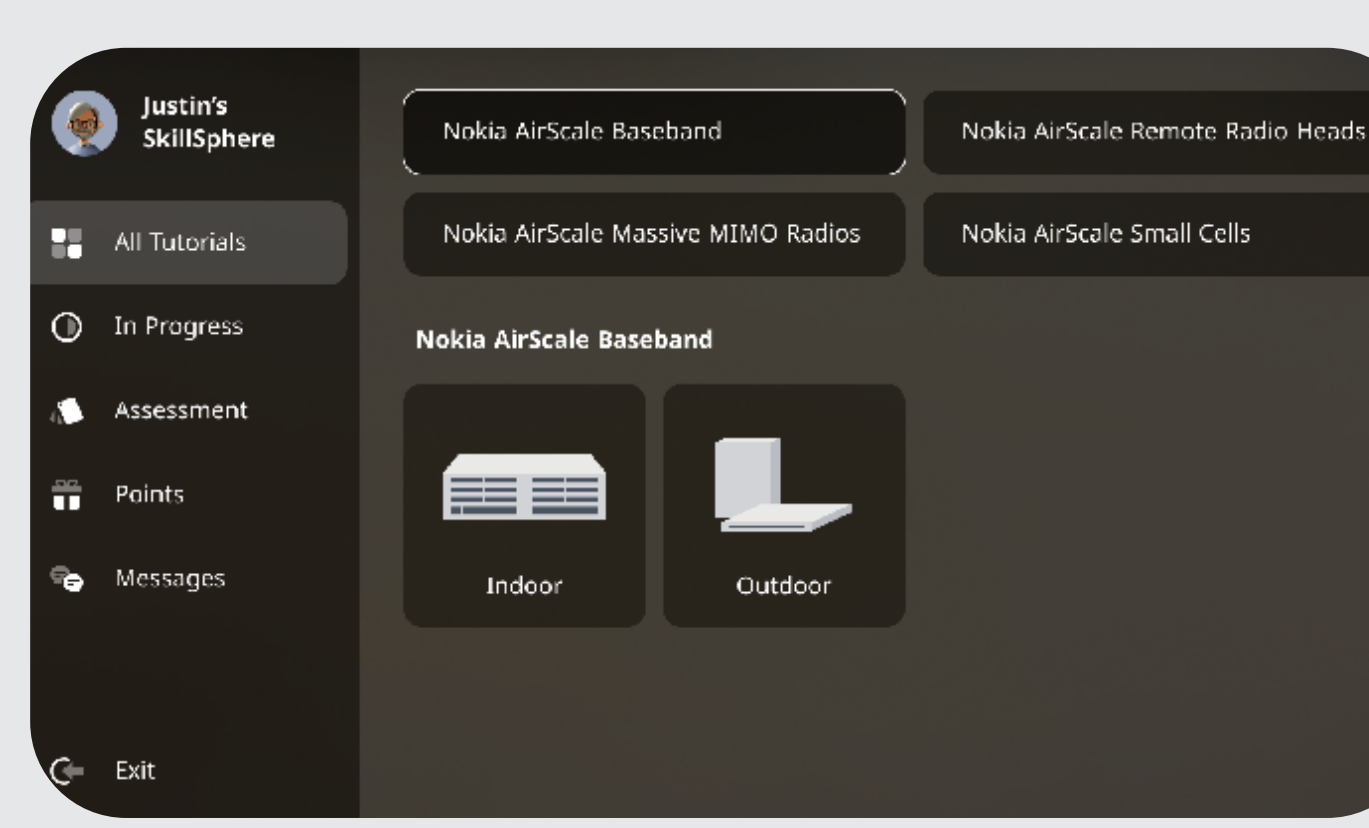 Justin's
SkillSphere
All Tutorials
In Progress
Assessment
Points
Messages
Exit
Nokia AirScale Baseband
Nokia AirScale Remote Radio Heads
Nokia AirScale Massive MIMO Radios
Nokia AirScale Small Cells
Nokia AirScale Baseband
Indoor
Outdoor